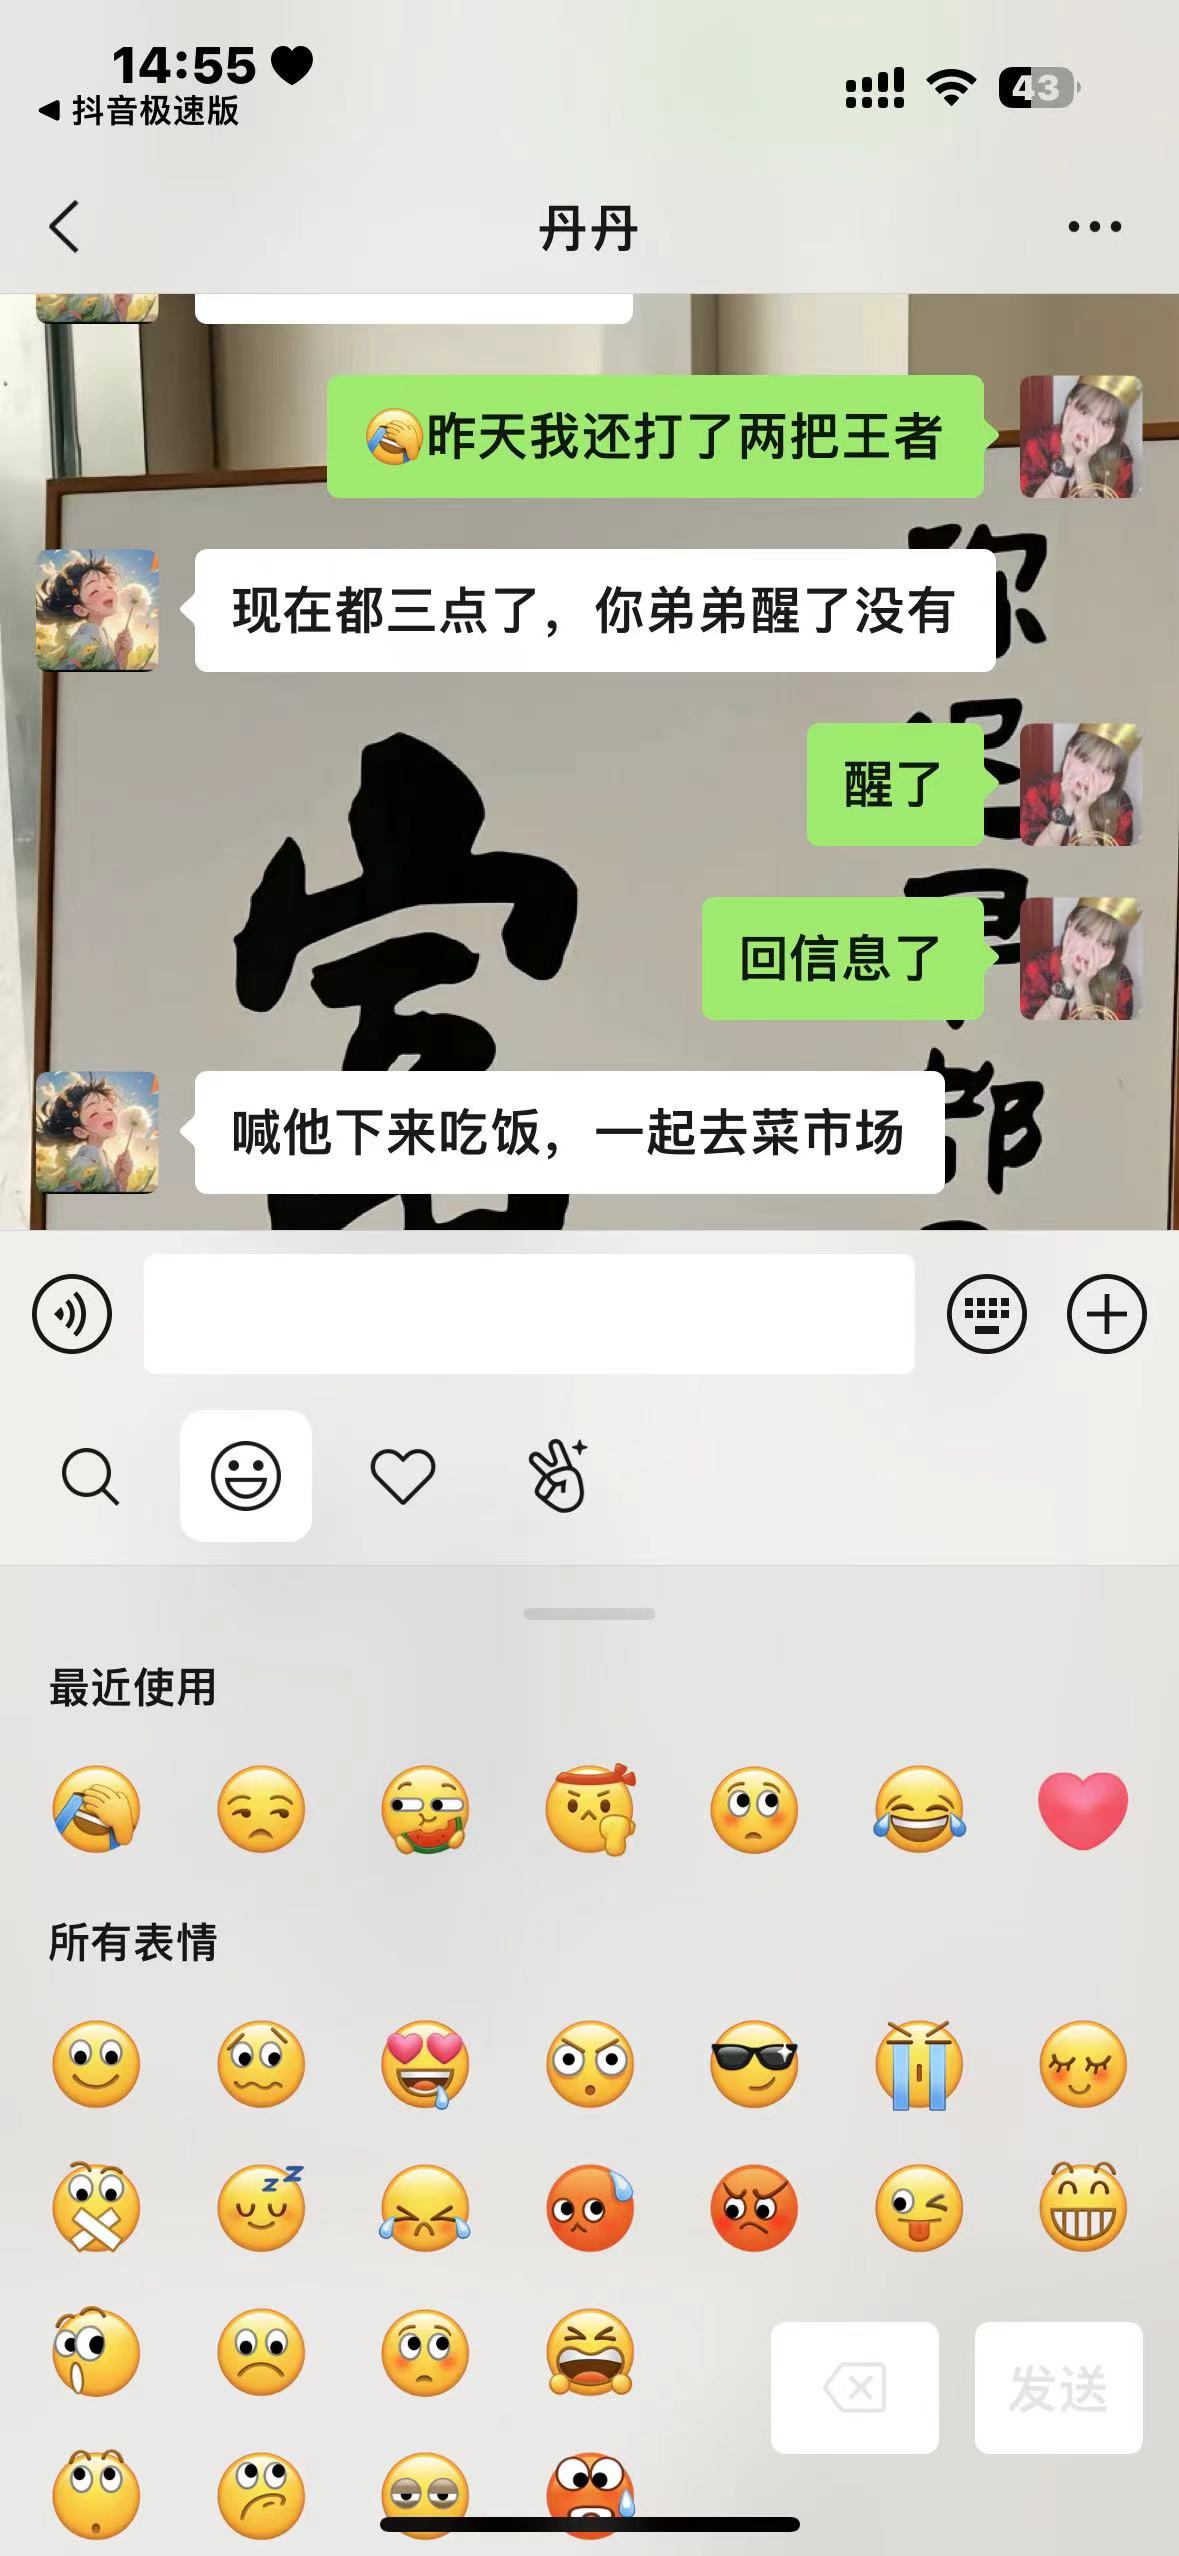 14:55
抖音极速版
43
丹丹
昨天我还打了两把王者
现在都三点了，你弟弟醒了没有
醒了
回信息了
喊他下来吃饭，一起去菜市场
最近使用
所有表情
发送